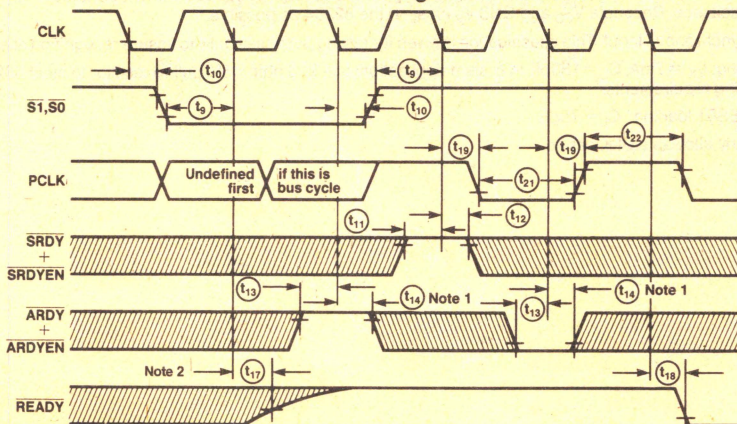 CLK
t10
t9
S1,S0
t9
t10
t19
t19
t22
PCLK
Undefined
first
if this is
bus cycle
t21
t11
t12
SRDY
+
SRDYEN
t13
t14 Note 1
t14 Note 1
ARDY
+
ARDYEN
t13
Note 2
t17
t18
READY